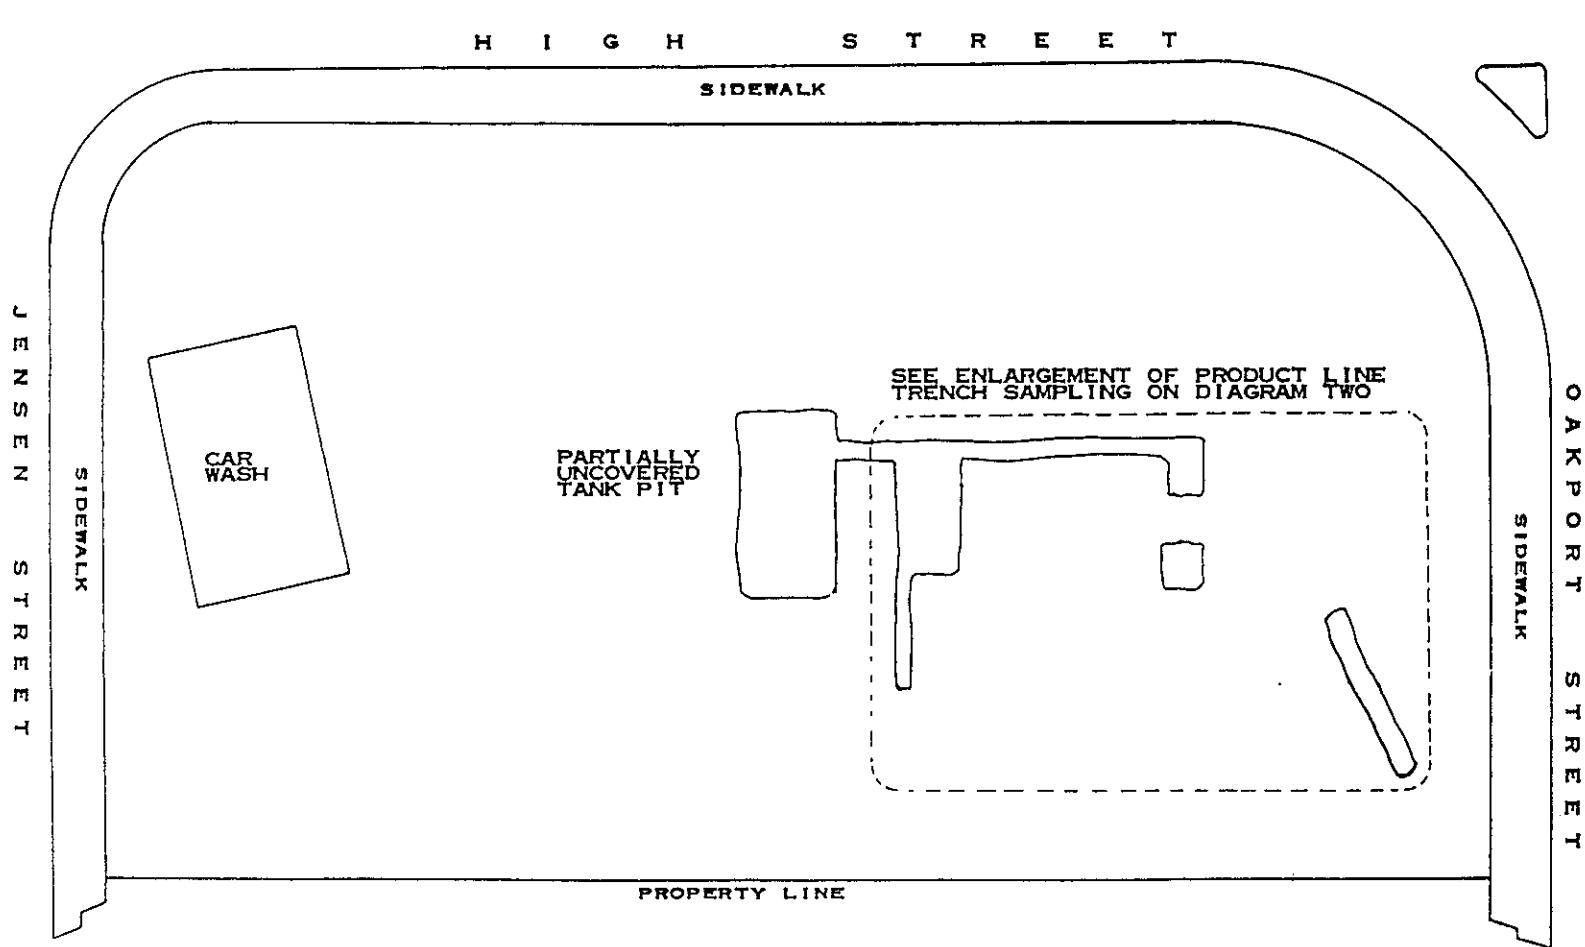 HIGH STREET
SIDEWALK
JENSEN STREET
SIDEWALK
CAR
WASH
PARTIALLY
UNCOVERED
TANK PIT
SEE ENLARGEMENT OF PRODUCT LINE
TRENCH SAMPLING ON DIAGRAM TWO
SIDEWALK
OAKPORT STREET
PROPERTY LINE